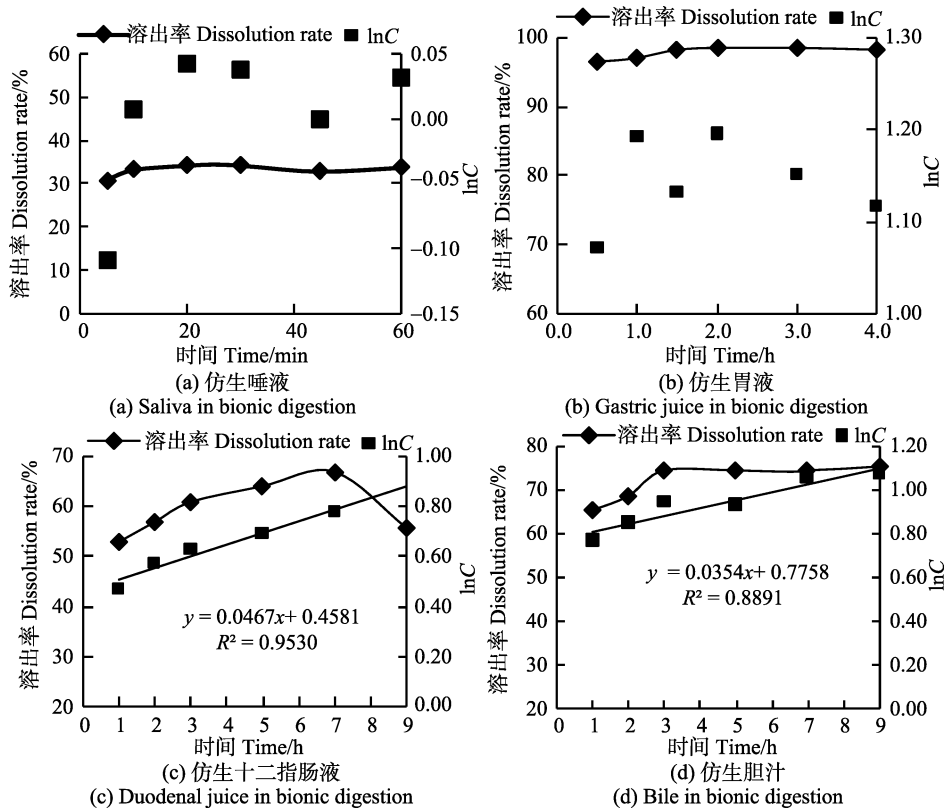 溶出率 Dissolution rate lnC
溶出率 Dissolution rate/%
60
50
40
30
20
10
0
0.05
0.00
–0.05
–0.10
–0.15
lnC
0 20 40 60
时间 Time/min
(a) 仿生唾液
(a) Saliva in bionic digestion
溶出率 Dissolution rate lnC
溶出率 Dissolution rate/%
100
90
80
70
60
1.30
1.20
1.10
1.00
lnC
0.0 1.0 2.0 3.0 4.0
时间 Time/h
(b) 仿生胃液
(b) Gastric juice in bionic digestion
溶出率 Dissolution rate lnC
溶出率 Dissolution rate/%
70
60
50
40
30
20
1.00
0.80
0.60
0.40
0.20
0.00
lnC
y = 0.0467x+ 0.4581
R² = 0.9530
0 1 2 3 4 5 6 7 8 9
时间 Time/h
(c) 仿生十二指肠液
(c) Duodenal juice in bionic digestion
溶出率 Dissolution rate lnC
溶出率 Dissolution rate/%
80
70
60
50
40
30
20
1.20
1.00
0.80
0.60
0.40
0.20
0.00
lnC
y = 0.0354x+ 0.7758
R² = 0.8891
0 1 2 3 4 5 6 7 8 9
时间 Time/h
(d) 仿生胆汁
(d) Bile in bionic digestion